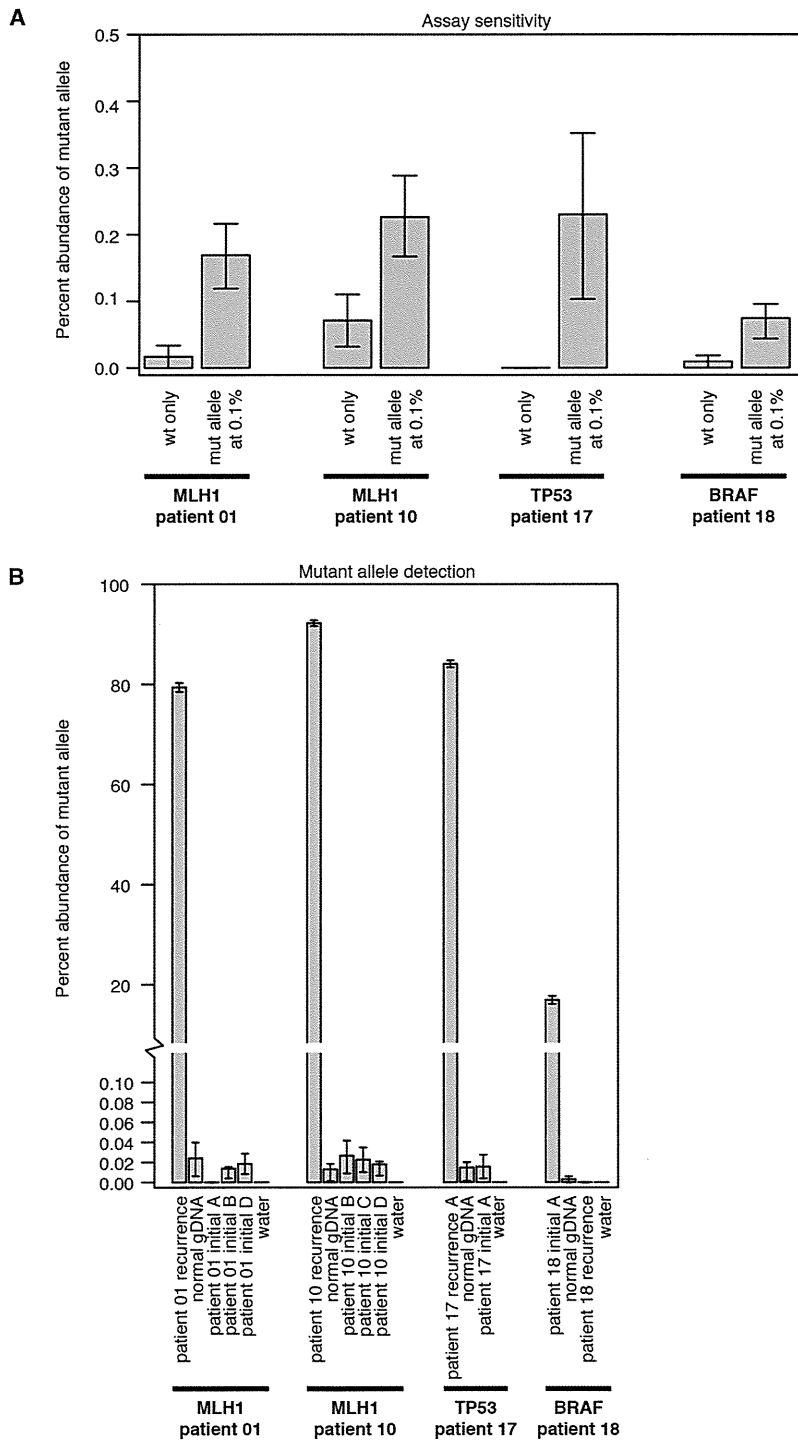 A
Assay sensitivity
Percent abundance of mutant allele
0.5
0.4
0.3
0.2
0.1
0.0
wt only
mut allele
at 0.1%
wt only
mut allele
at 0.1%
wt only
mut allele
at 0.1%
wt only
mut allele
at 0.1%
MLH1
patient 01
MLH1
patient 10
TP53
patient 17
BRAF
patient 18
B
Mutant allele detection
Percent abundance of mutant allele
100
80
60
40
20
0.10
0.08
0.06
0.04
0.02
0.00
patient 01 recurrence
normal gDNA
patient 01 initial A
patient 01 initial B
patient 01 initial D
water
patient 10 recurrence
normal gDNA
patient 10 initial B
patient 10 initial C
patient 10 initial D
water
patient 17 recurrence A
normal gDNA
patient 17 initial A
water
patient 18 initial A
normal gDNA
patient 18 recurrence
water
MLH1
patient 01
MLH1
patient 10
TP53
patient 17
BRAF
patient 18